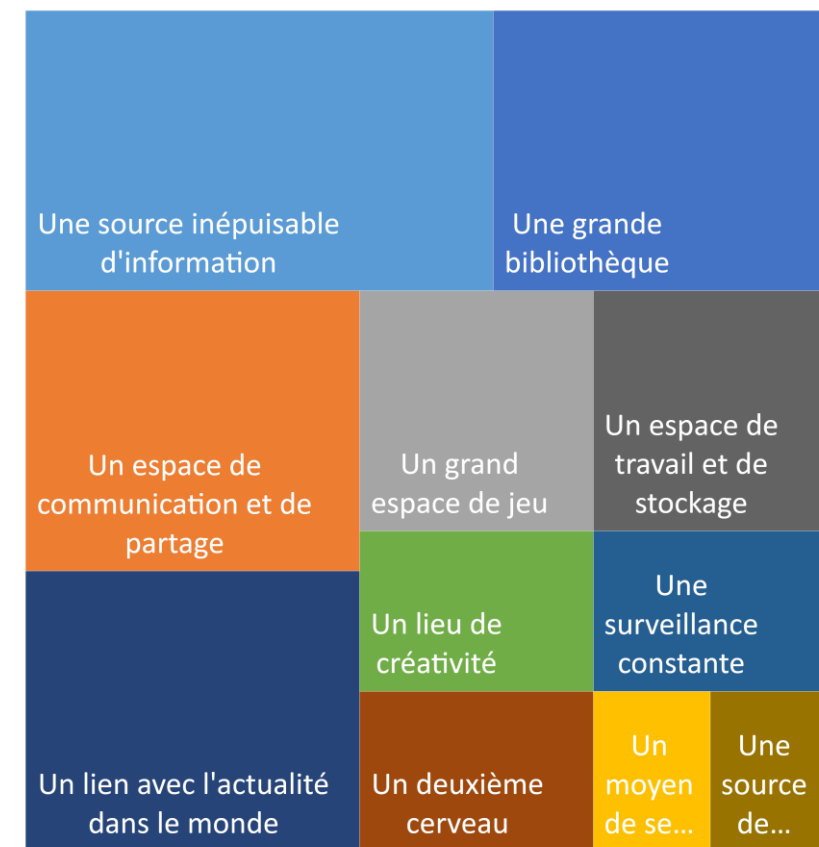 Une source inépuisable
d'information
Une grande
bibliothèque
Un espace de
communication et de
partage
Un grand
espace de jeu
Un espace de
travail et de
stockage
Un lien avec l'actualité
dans le monde
Un lieu de
créativité
Une
surveillance
constante
Un deuxième
cerveau
Un
moyen
de se...
Une
source
de...